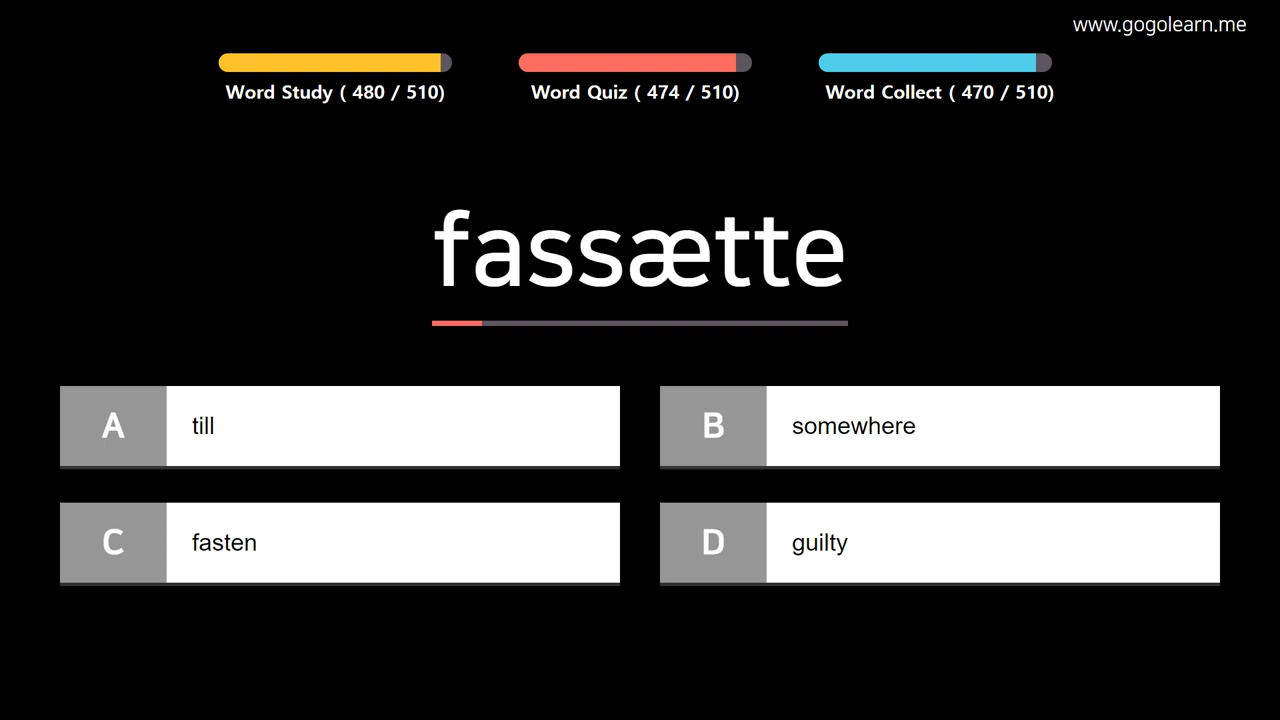 www.gogolearn.me
Word Study ( 480 / 510)
Word Quiz ( 474 / 510)
Word Collect ( 470 / 510)
fassætte
A till
B somewhere
C fasten
D guilty